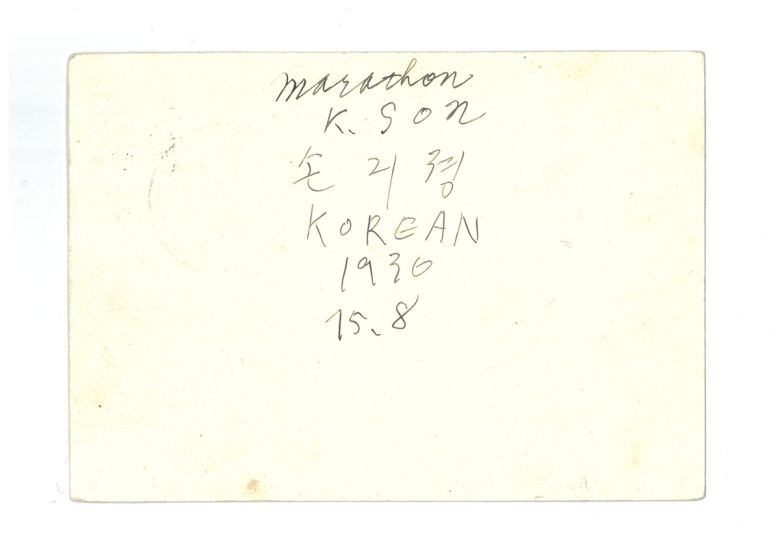 marathon
K. SON
손 긔 졍
KOREAN
1936
15.8